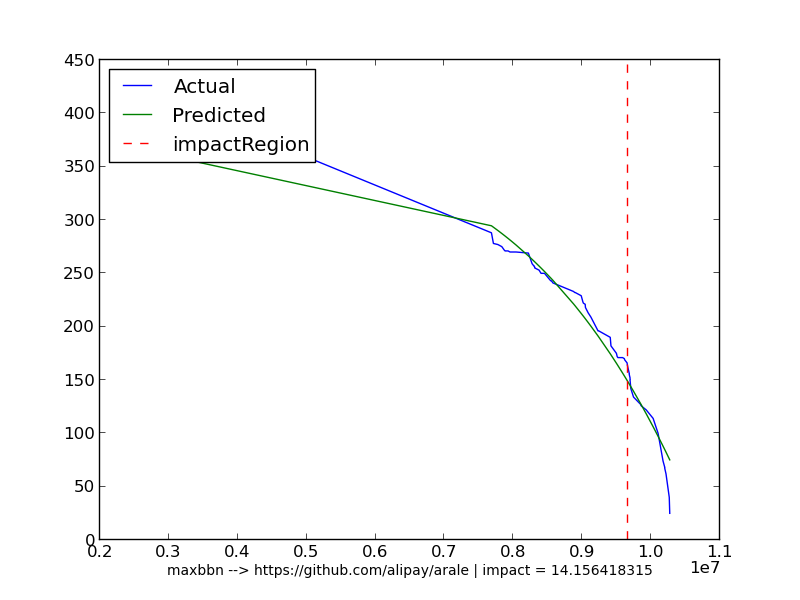 450
400
350
300
250
200
150
100
50
0
Actual
Predicted
impactRegion
0.2 0.3 0.4 0.5 0.6 0.7 0.8 0.9 1.0 1.1
1e7
maxbbn --> https://github.com/alipay/arale | impact = 14.156418315